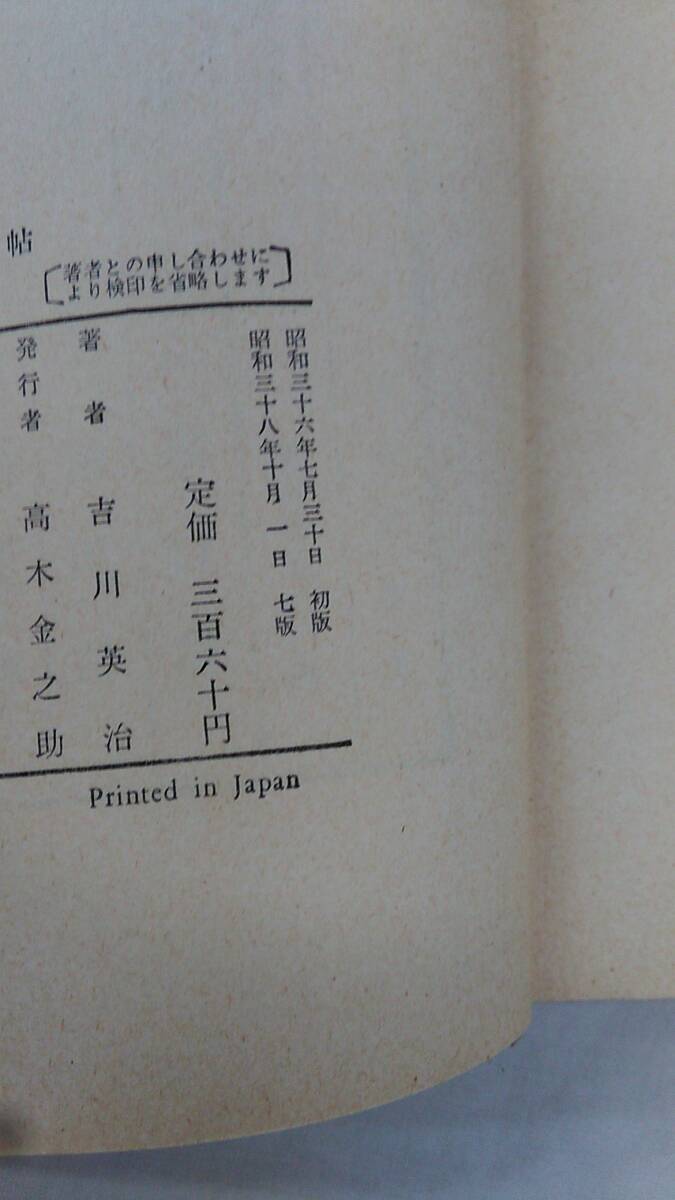 帖
著者との申し合わせに
より検印を省略します
昭和三十六年七月三十日 初版
昭和三十八年十月 一日 七版
定価 三百六十円
著者 吉川英治
発行者 高木金之助
Printed in Japan